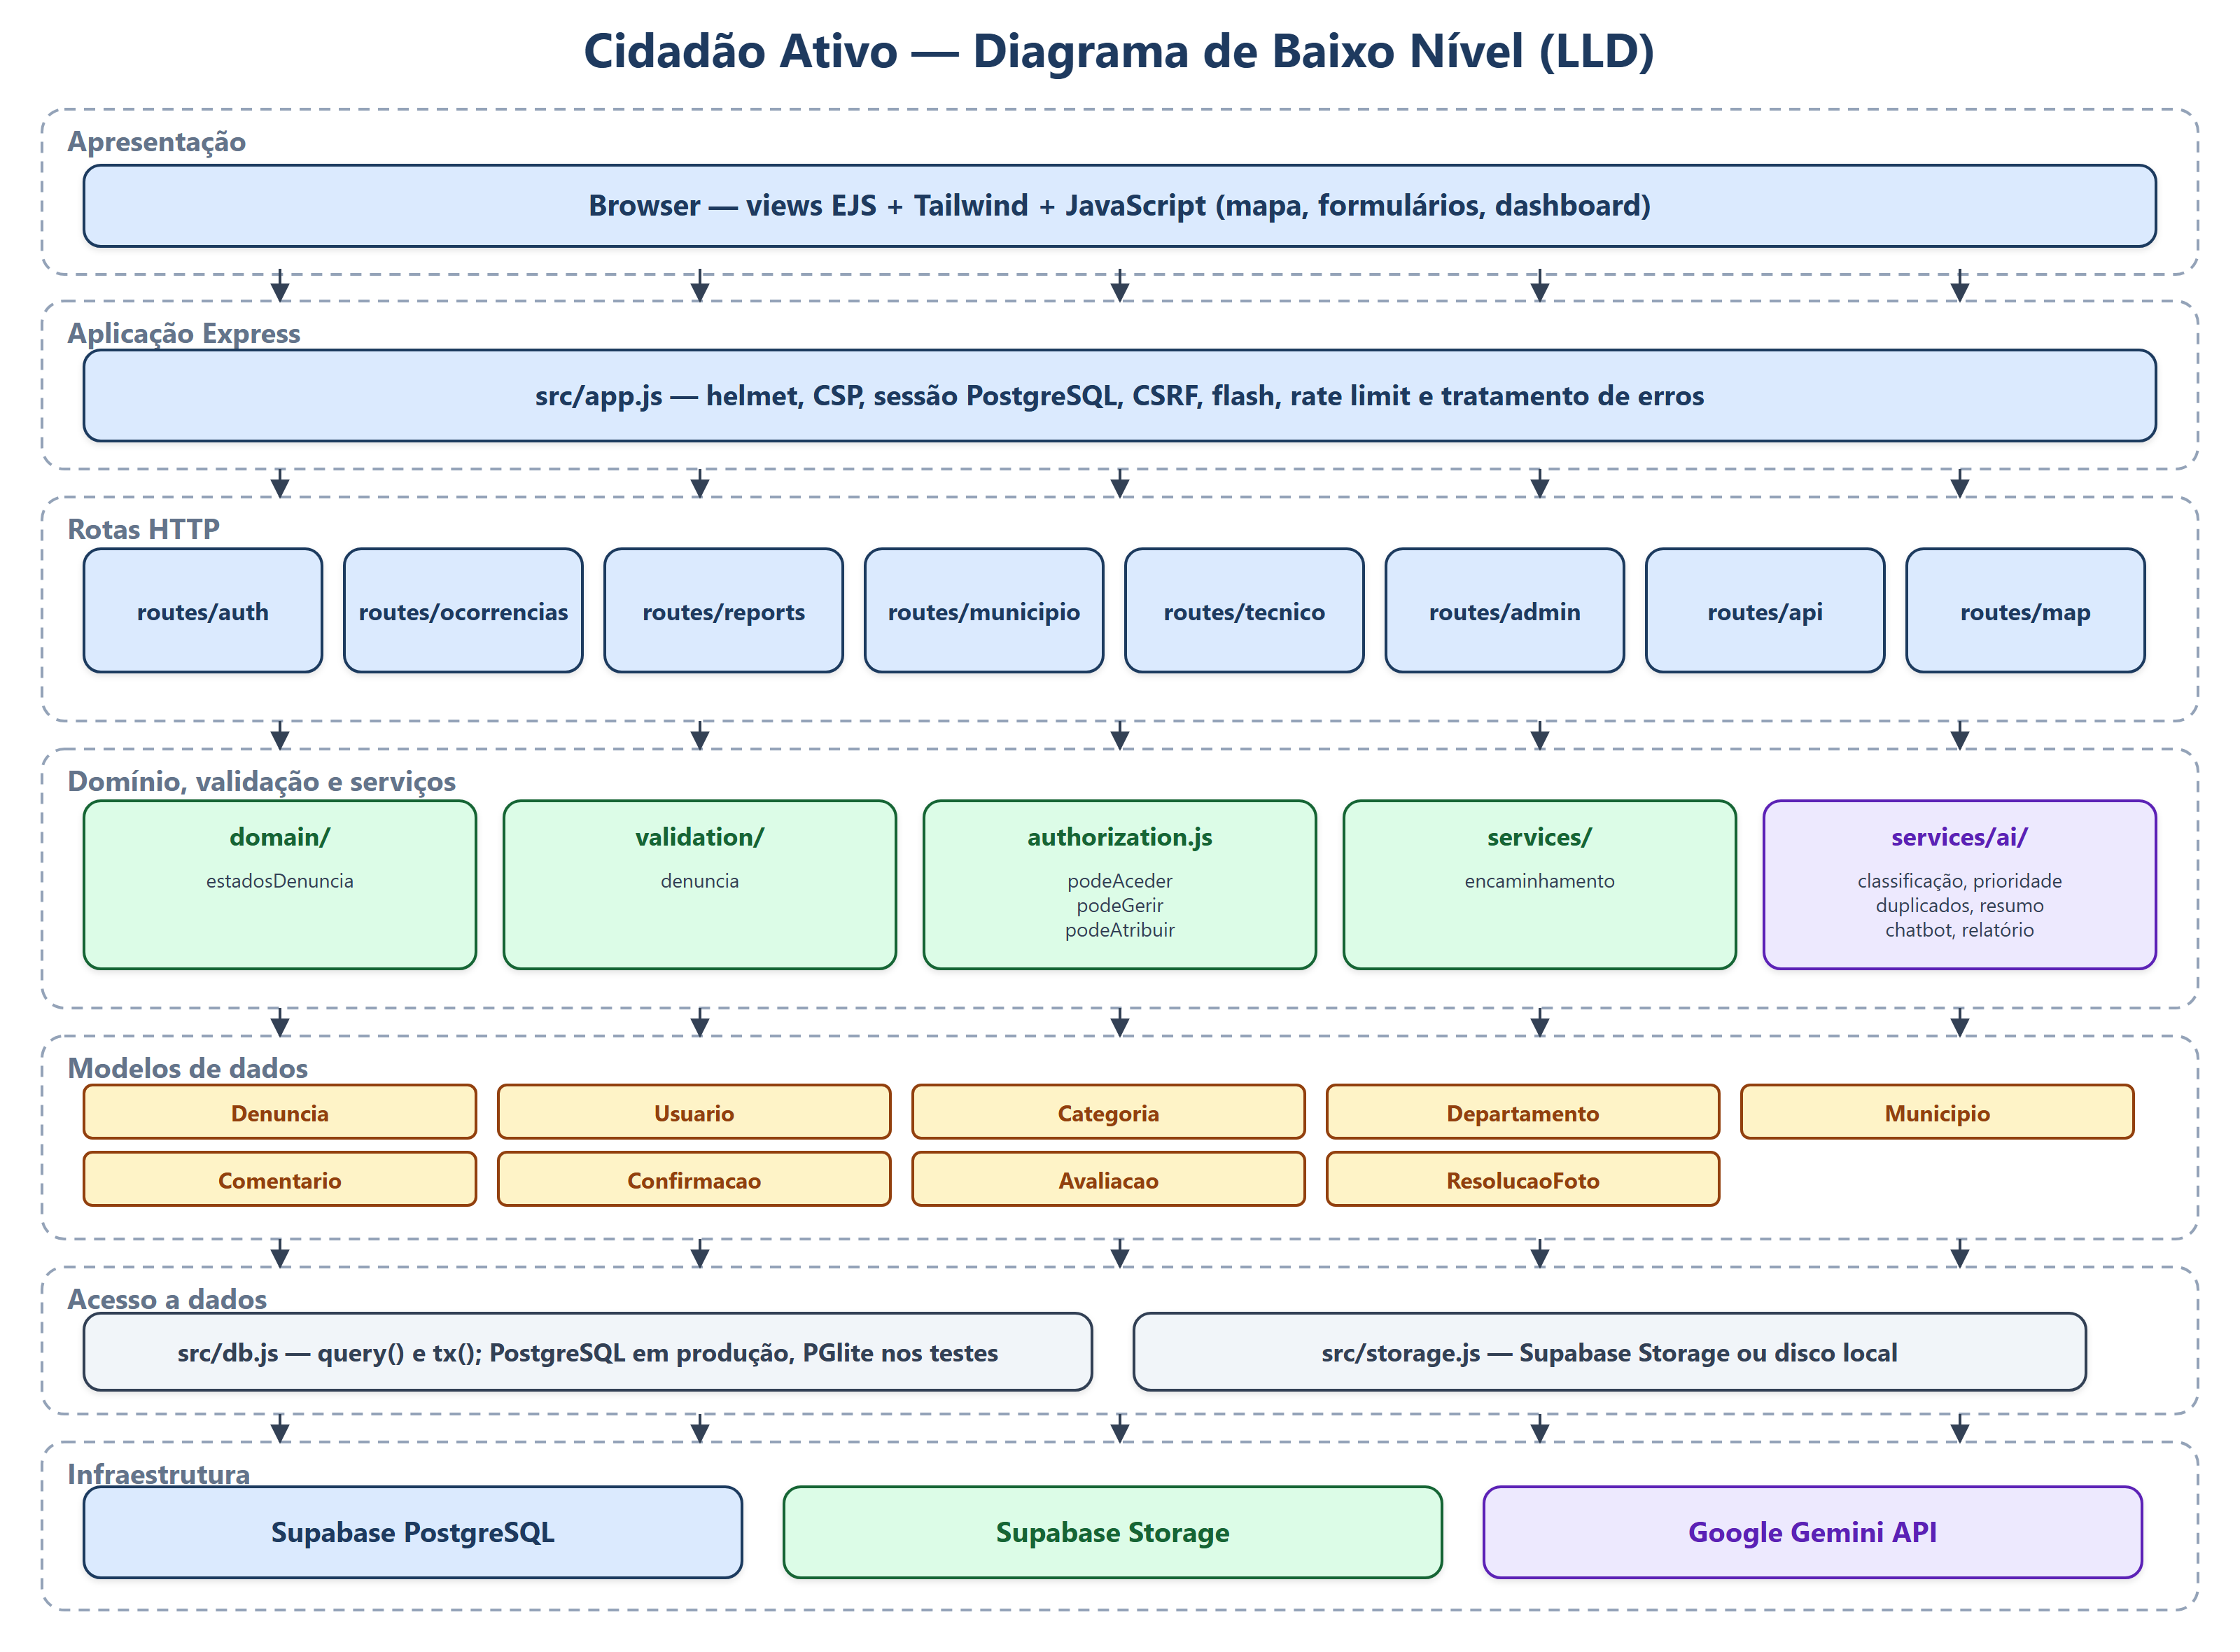 Cidadão Ativo — Diagrama de Baixo Nível (LLD)
Apresentação
Browser — views EJS + Tailwind + JavaScript (mapa, formulários, dashboard)
Aplicação Express
src/app.js — helmet, CSP, sessão PostgreSQL, CSRF, flash, rate limit e tratamento de erros
Rotas HTTP
routes/auth
routes/ocorrencias
routes/reports
routes/municipio
routes/tecnico
routes/admin
routes/api
routes/map
Domínio, validação e serviços
domain/
estadosDenuncia
validation/
denuncia
authorization.js
podeAceder
podeGerir
podeAtribuir
services/
encaminhamento
services/ai/
classificação, prioridade
duplicados, resumo
chatbot, relatório
Modelos de dados
Denuncia
Usuario
Categoria
Departamento
Municipio
Comentario
Confirmacao
Avaliacao
ResolucaoFoto
Acesso a dados
src/db.js — query() e tx(); PostgreSQL em produção, PGlite nos testes
src/storage.js — Supabase Storage ou disco local
Infraestrutura
Supabase PostgreSQL
Supabase Storage
Google Gemini API